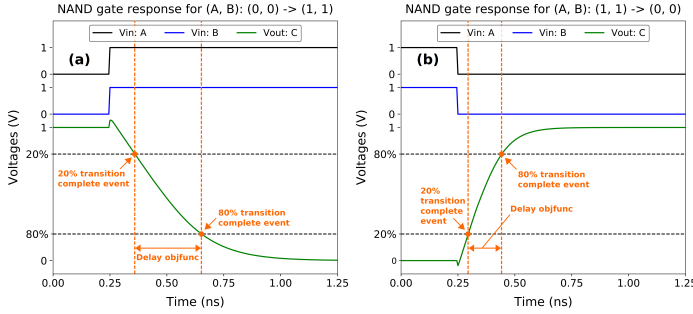 NAND gate response for (A, B): (0, 0) -> (1, 1)
Vin: A Vin: B Vout: C
(a)
Voltages (V)
1
0
1
0
1
20%
80%
0
20% transition
complete event
80% transition
complete event
Delay objfunc
0.00 0.25 0.50 0.75 1.00 1.25
Time (ns)
NAND gate response for (A, B): (1, 1) -> (0, 0)
Vin: A Vin: B Vout: C
(b)
Voltages (V)
1
0
1
0
1
80%
20%
0
80% transition
complete event
20%
transition
complete
event
Delay objfunc
0.00 0.25 0.50 0.75 1.00 1.25
Time (ns)